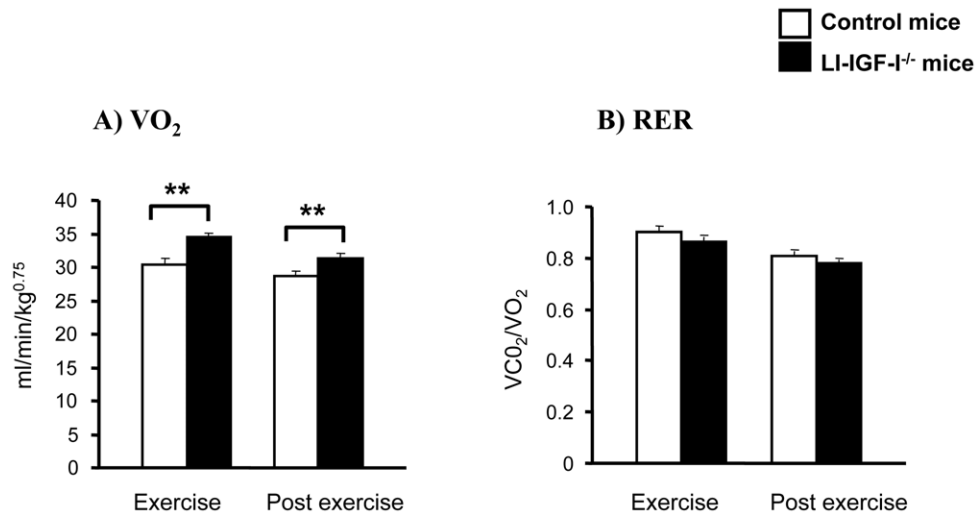 Control mice
LI-IGF-I-/- mice
A) VO2
B) RER
**
**
40
35
30
25
20
15
10
5
0
ml/min/kg0.75
Exercise
Post exercise
1.0
0.8
0.6
0.4
0.2
0
VC02/VO2
Exercise
Post exercise